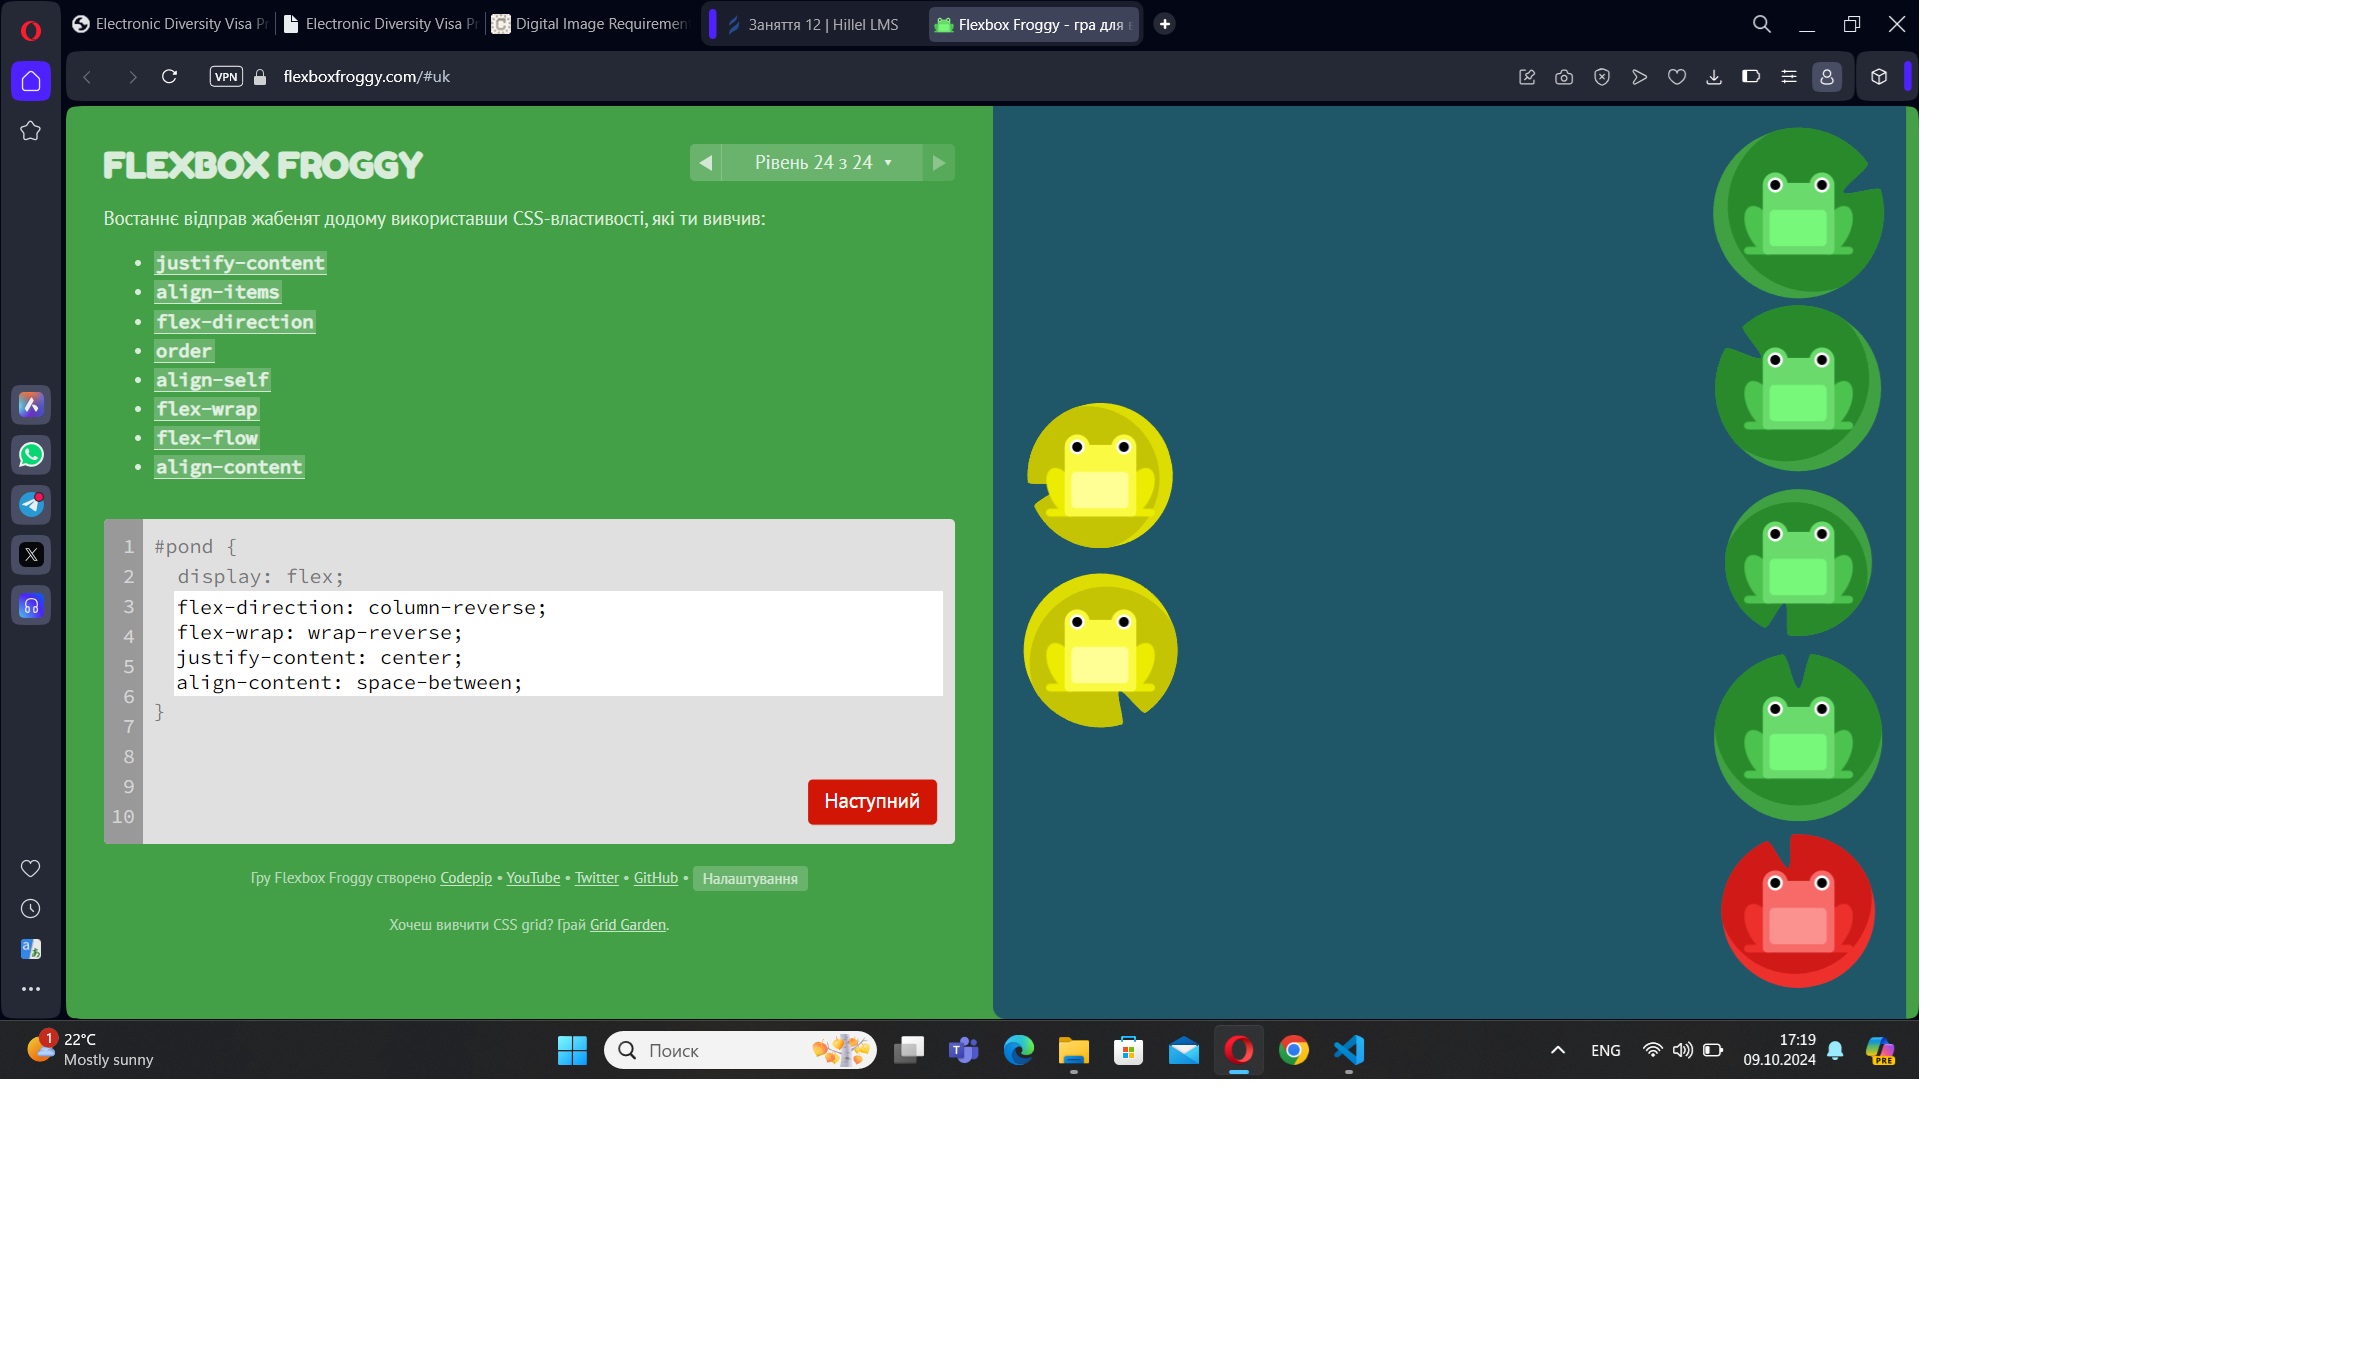 Electronic Diversity Visa Pr
Electronic Diversity Visa Pr
Digital Image Requiremen
Заняття 12 | Hillel LMS
Flexbox Froggy - гра для в
VPN
flexboxfroggy.com/#uk
FLEXBOX FROGGY
Рівень 24 з 24
Востаннє відправ жабенят додому використавши CSS-властивості, які ти вивчив:
justify-content
align-items
flex-direction
order
align-self
flex-wrap
flex-flow
align-content
1 #pond {
2 display: flex;
3 flex-direction: column-reverse;
4 flex-wrap: wrap-reverse;
5 justify-content: center;
6 align-content: space-between;
7 }
8
9
10
Наступний
Гру Flexbox Froggy створено Codepip • YouTube • Twitter • GitHub • Налаштування
Хочеш вивчити CSS grid? Грай Grid Garden.
1
22°C
Mostly sunny
Поиск
ENG
17:19
09.10.2024
PRE